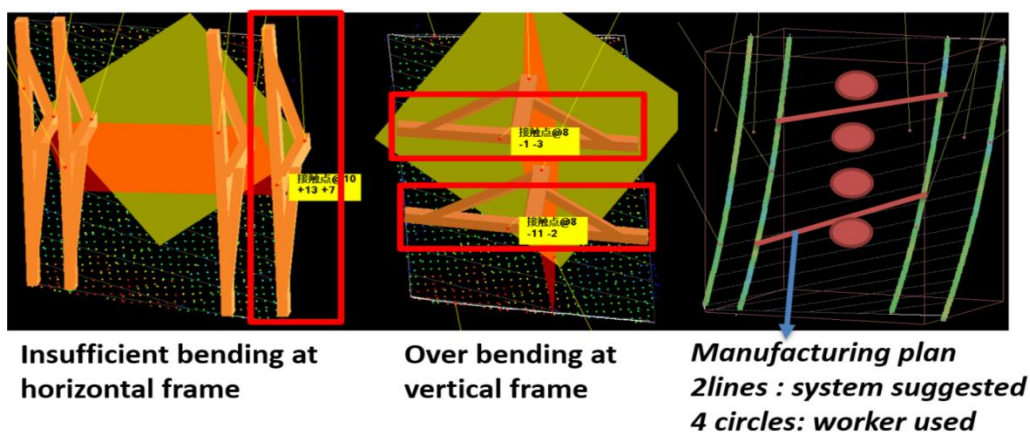 接触点@10
+13 +7
接触点@8
-1 -3
接触点@8
-11 -2
Insufficient bending at
horizontal frame
Over bending at
vertical frame
Manufacturing plan
2lines : system suggested
4 circles: worker used